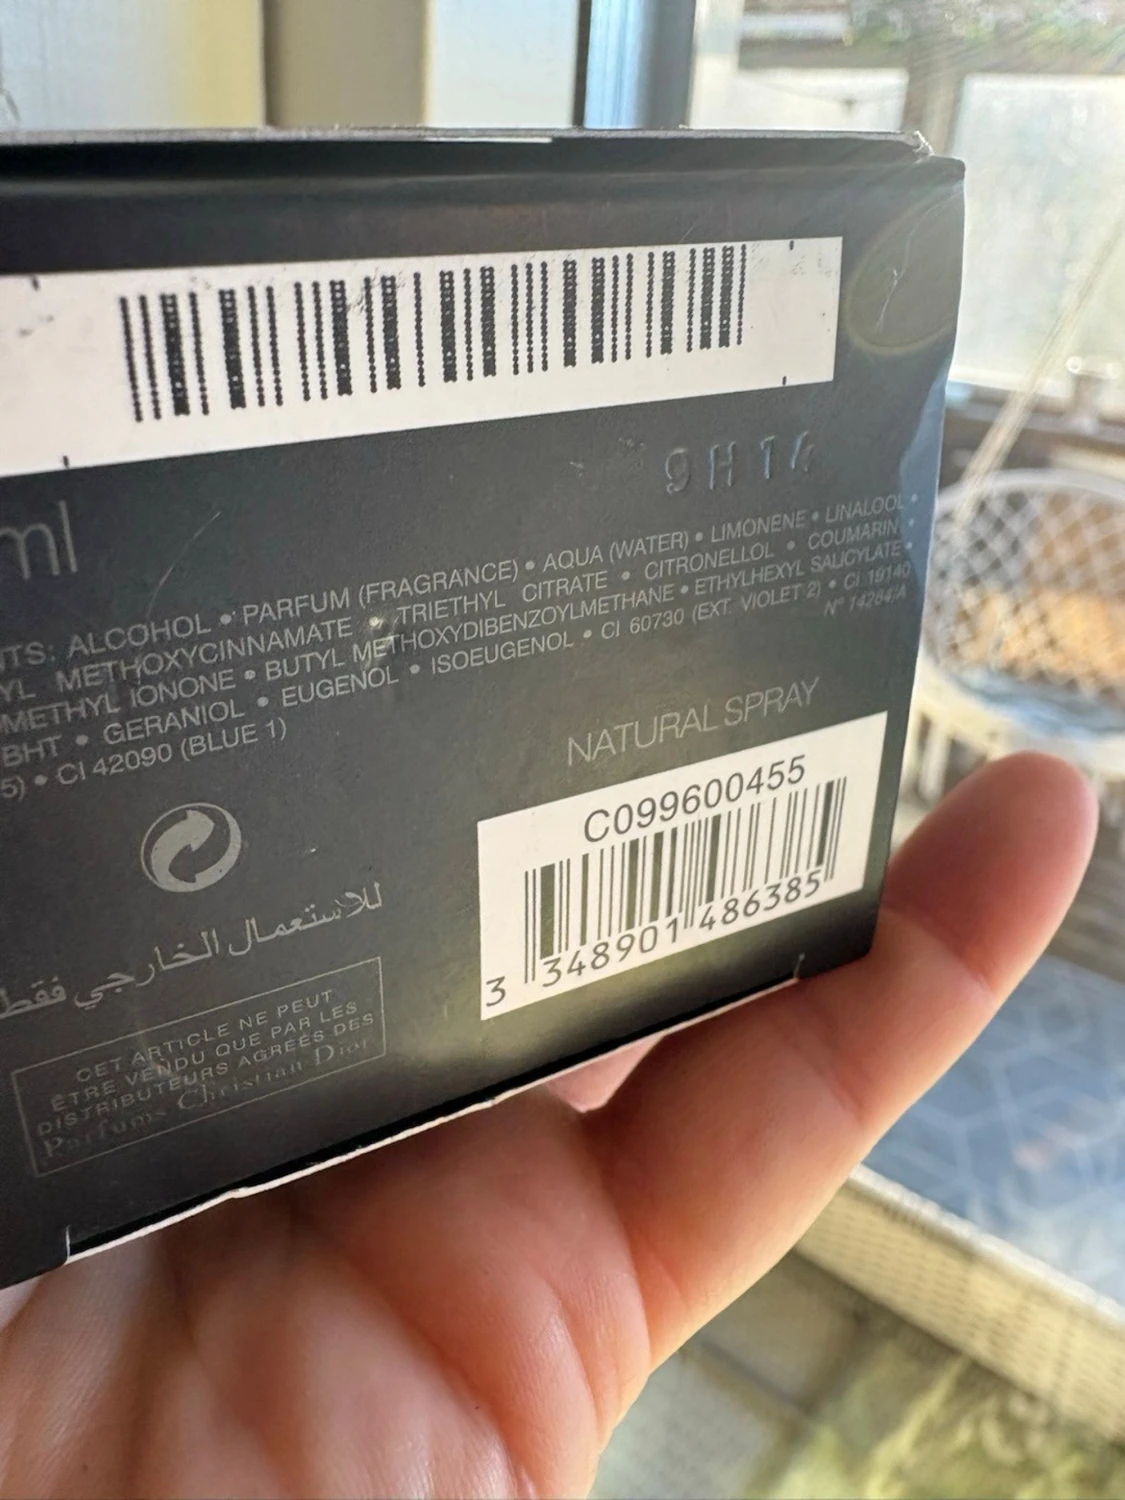 9H14
ml
TS: ALCOHOL • PARFUM (FRAGRANCE) • AQUA (WATER) • LIMONENE • LINALOOL •
YL METHOXYCINNAMATE • TRIETHYL CITRATE • CITRONELLOL • COUMARIN •
METHYL IONONE • BUTYL METHOXYDIBENZOYLMETHANE • ETHYLHEXYL SALICYLATE •
BHT • GERANIOL • EUGENOL • ISOEUGENOL • CI 60730 (EXT. VIOLET 2) • CI 19140
5) • CI 42090 (BLUE 1)
N° 14284/A
NATURAL SPRAY
C099600455
3 348901 486385
للاستعمال الخارجي فقط
CET ARTICLE NE PEUT
ÊTRE VENDU QUE PAR LES
DISTRIBUTEURS AGRÉÉS DES
Parfums Christian Dior